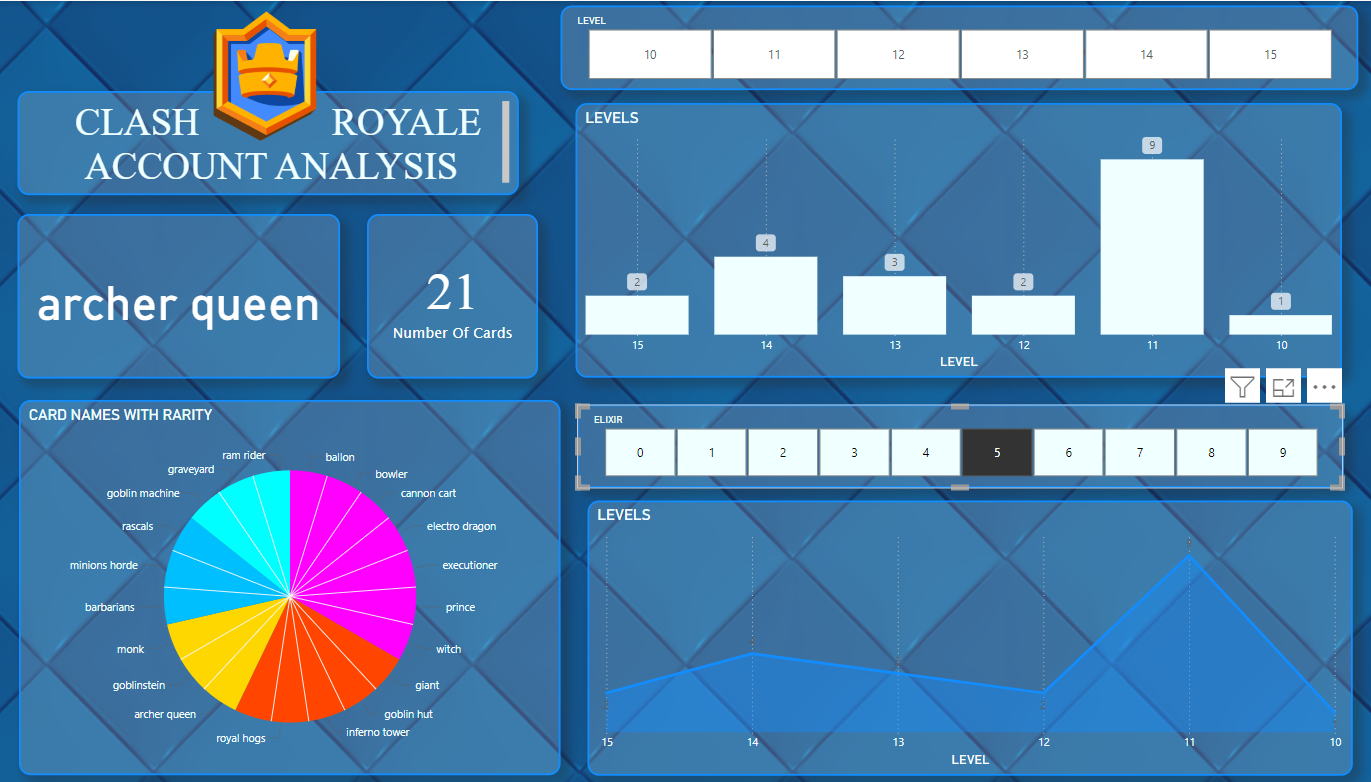 CLASH ROYALE
ACCOUNT ANALYSIS
archer queen
21
Number Of Cards
CARD NAMES WITH RARITY
ballon
bowler
cannon cart
electro dragon
executioner
prince
witch
giant
goblin hut
inferno tower
royal hogs
archer queen
goblinstein
monk
barbarians
minions horde
rascals
goblin machine
graveyard
ram rider
LEVEL
10 11 12 13 14 15
LEVELS
2 4 3 2 9 1
15 14 13 12 11 10
LEVEL
ELIXIR
0 1 2 3 4 5 6 7 8 9
LEVELS
15 14 13 12 11 10
LEVEL